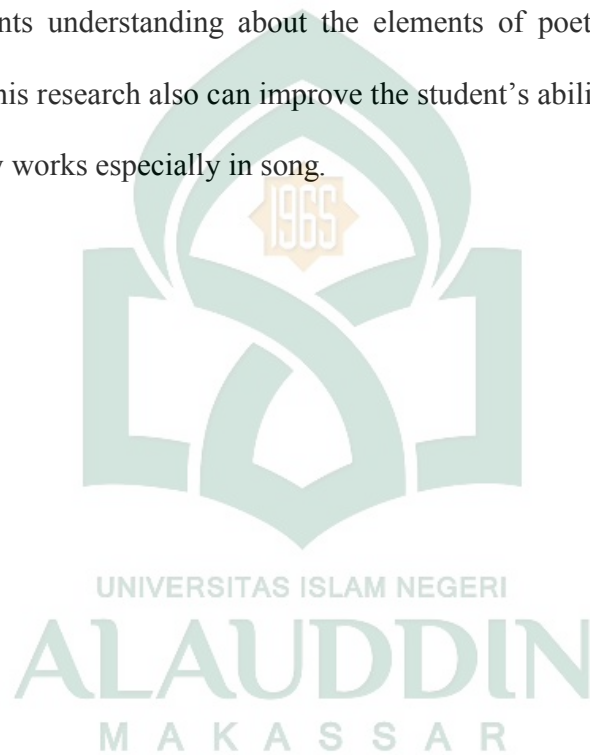 nts understanding about the elements of poet
his research also can improve the student's abili
works especially in song.
1965
UNIVERSITAS ISLAM NEGERI
ALAUDDIN
MAKASSAR